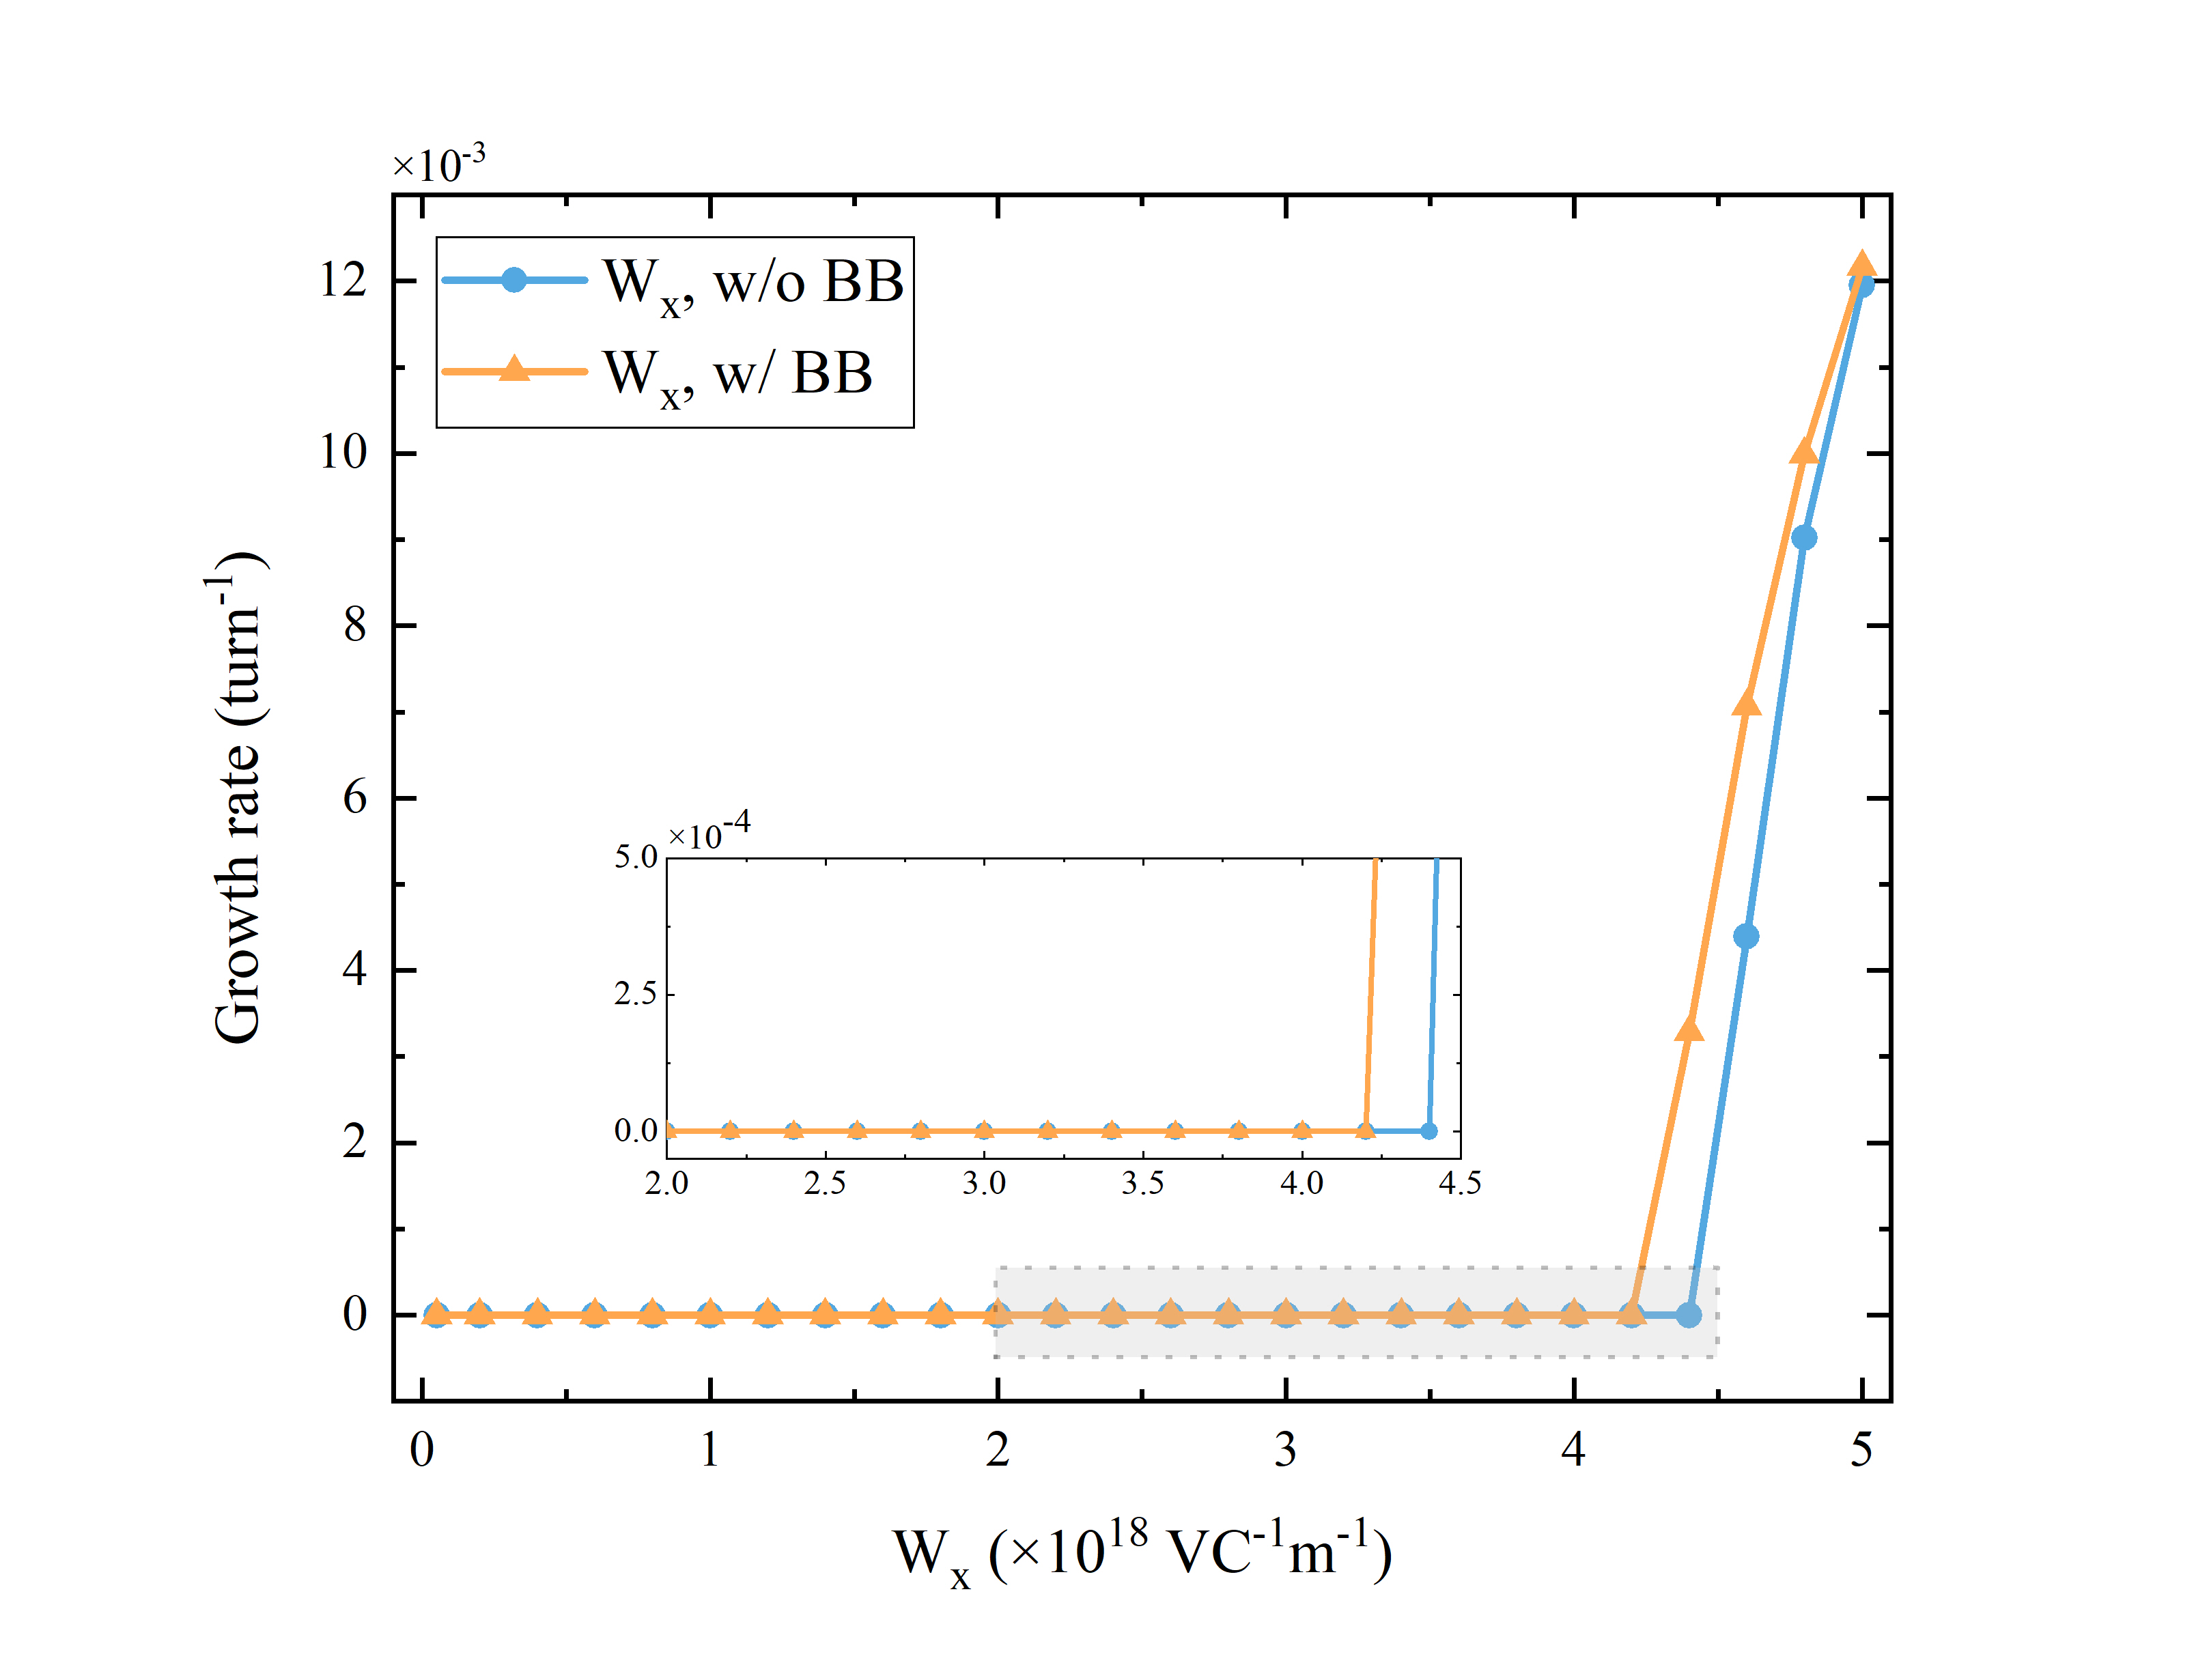 ×10⁻³
12
10
8
6
4
2
0
Growth rate (turn⁻¹)
Wₓ, w/o BB
Wₓ, w/ BB
×10⁻⁴
5.0
2.5
0.0
2.0 2.5 3.0 3.5 4.0 4.5
0 1 2 3 4 5
Wₓ (×10¹⁸ VC⁻¹m⁻¹)